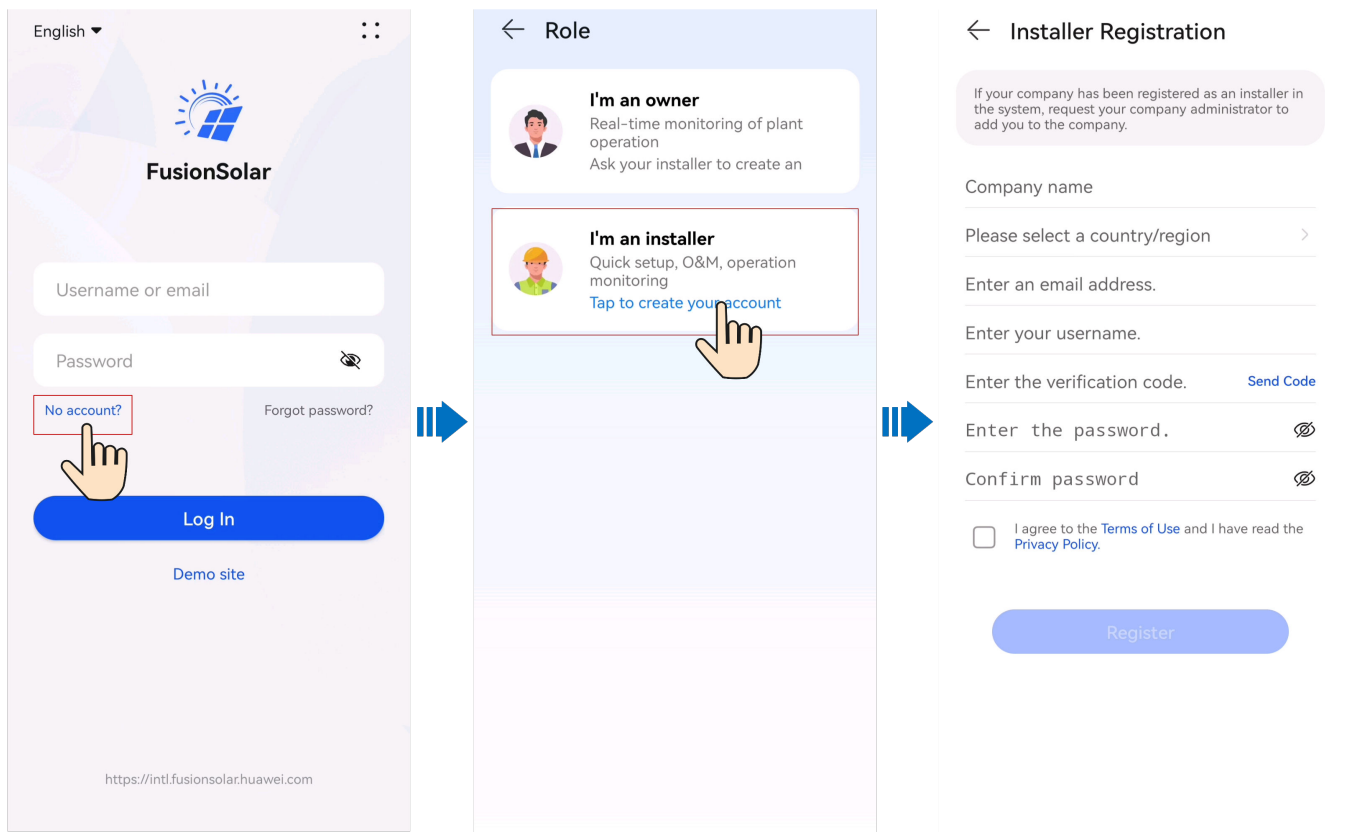 English
FusionSolar
Username or email
Password
No account?
Forgot password?
Log In
Demo site
https://intl.fusionsolar.huawei.com
Role
I'm an owner
Real-time monitoring of plant
operation
Ask your installer to create an
I'm an installer
Quick setup, O&M, operation
monitoring
Tap to create your account
Installer Registration
If your company has been registered as an installer in
the system, request your company administrator to
add you to the company.
Company name
Please select a country/region
Enter an email address.
Enter your username.
Enter the verification code.
Send Code
Enter the password.
Confirm password
I agree to the Terms of Use and I have read the
Privacy Policy.
Register